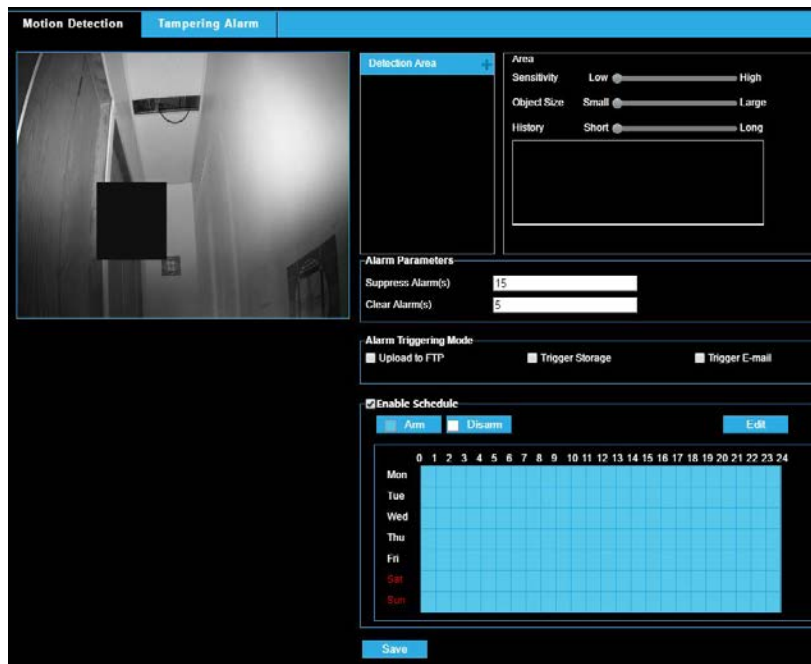 Motion Detection Tampering Alarm
Detection Area
Area
Sensitivity Low High
Object Size Small Large
History Short Long
Alarm Parameters
Suppress Alarm(s) 15
Clear Alarm(s) 5
Alarm Triggering Mode
Upload to FTP Trigger Storage Trigger E-mail
Enable Schedule
Arm Disarm Edit
0 1 2 3 4 5 6 7 8 9 10 11 12 13 14 15 16 17 18 19 20 21 22 23 24
Mon
Tue
Wed
Thu
Fri
Sat
Sun
Save